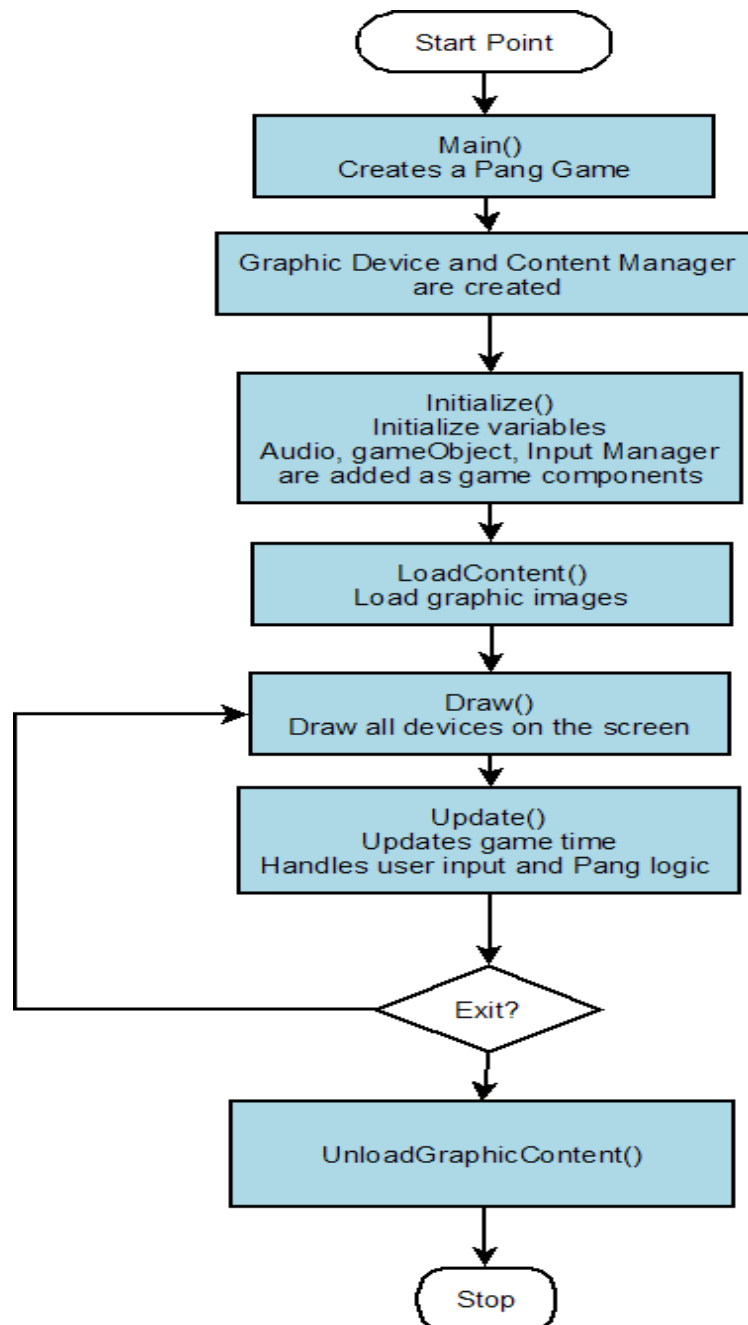 Start Point
Main()
Creates a Pang Game
Graphic Device and Content Manager
are created
Initialize()
Initialize variables
Audio, gameObject, Input Manager
are added as game components
LoadContent()
Load graphic images
Draw()
Draw all devices on the screen
Update()
Updates game time
Handles user input and Pang logic
Exit?
UnloadGraphicContent()
Stop